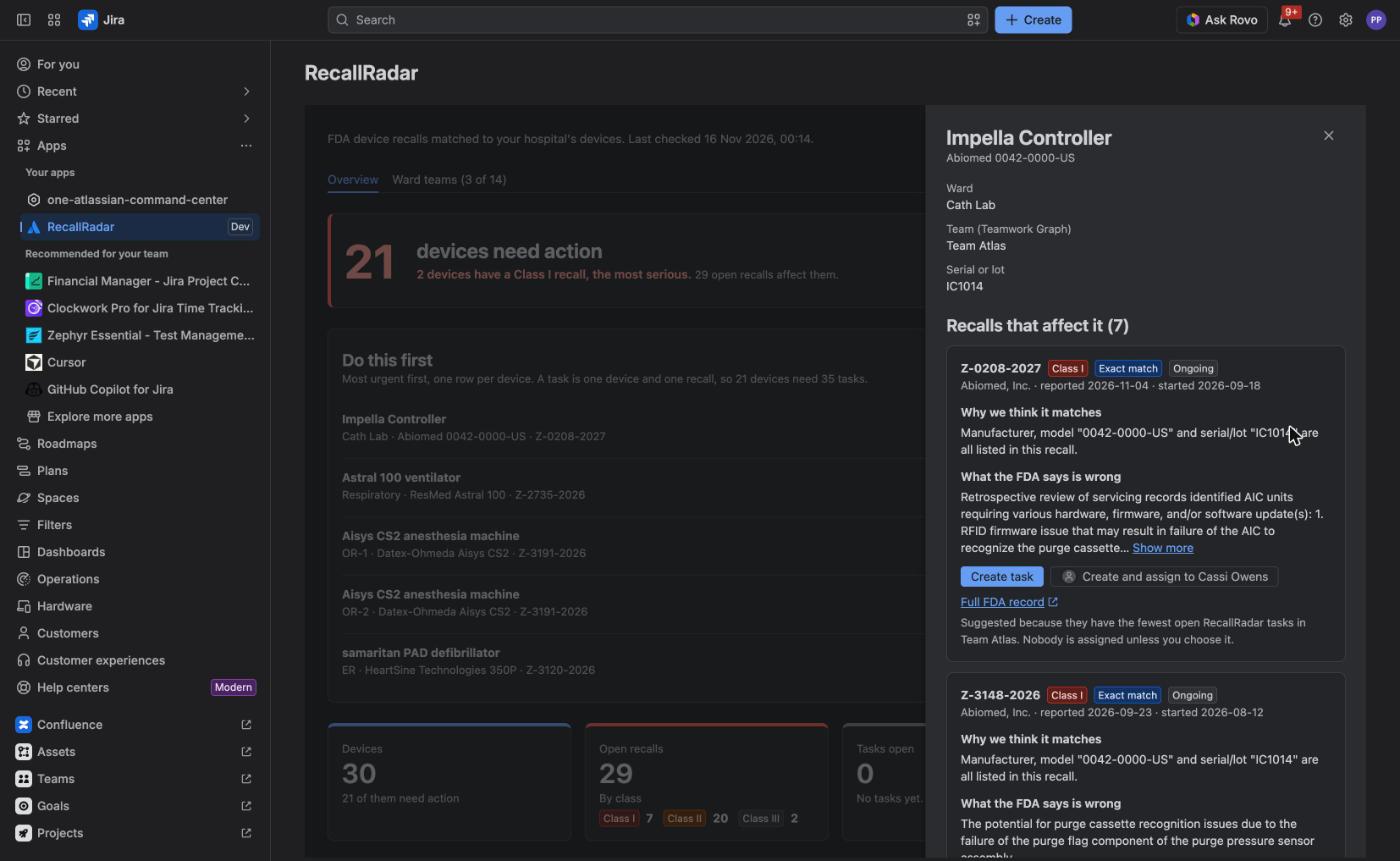 Jira
Search
Create
Ask Rovo
9+
PP
For you
Recent
Starred
Apps
Your apps
one-atlassian-command-center
RecallRadar
Dev
Recommended for your team
Financial Manager - Jira Project C...
Clockwork Pro for Jira Time Tracki...
Zephyr Essential - Test Manageme...
Cursor
GitHub Copilot for Jira
Explore more apps
Roadmaps
Plans
Spaces
Filters
Dashboards
Operations
Hardware
Customers
Customer experiences
Help centers
Modern
Confluence
Assets
Teams
Goals
Projects
RecallRadar
FDA device recalls matched to your hospital's devices. Last checked 16 Nov 2026, 00:14.
Overview
Ward teams (3 of 14)
21
devices need action
2 devices have a Class I recall, the most serious. 29 open recalls affect them.
Do this first
Most urgent first, one row per device. A task is one device and one recall, so 21 devices need 35 tasks.
Impella Controller
Cath Lab · Abiomed 0042-0000-US · Z-0208-2027
Astral 100 ventilator
Respiratory · ResMed Astral 100 · Z-2735-2026
Aisys CS2 anesthesia machine
OR-1 · Datex-Ohmeda Aisys CS2 · Z-3191-2026
Aisys CS2 anesthesia machine
OR-2 · Datex-Ohmeda Aisys CS2 · Z-3191-2026
samaritan PAD defibrillator
ER · HeartSine Technologies 350P · Z-3120-2026
Devices
30
21 of them need action
Open recalls
29
By class
Class I 7 Class II 20 Class III 2
Tasks open
0
No tasks yet.
Impella Controller
Abiomed 0042-0000-US
Ward
Cath Lab
Team (Teamwork Graph)
Team Atlas
Serial or lot
IC1014
Recalls that affect it (7)
Z-0208-2027 Class I Exact match Ongoing
Abiomed, Inc. · reported 2026-11-04 · started 2026-09-18
Why we think it matches
Manufacturer, model "0042-0000-US" and serial/lot "IC1014" are
all listed in this recall.
What the FDA says is wrong
Retrospective review of servicing records identified AIC units
requiring various hardware, firmware, and/or software update(s): 1.
RFID firmware issue that may result in failure of the AIC to
recognize the purge cassette... Show more
Create task
Create and assign to Cassi Owens
Full FDA record
Suggested because they have the fewest open RecallRadar tasks in
Team Atlas. Nobody is assigned unless you choose it.
Z-3148-2026 Class I Exact match Ongoing
Abiomed, Inc. · reported 2026-09-23 · started 2026-08-12
Why we think it matches
Manufacturer, model "0042-0000-US" and serial/lot "IC1014" are
all listed in this recall.
What the FDA says is wrong
The potential for purge cassette recognition issues due to the
failure of the purge flag component of the purge pressure sensor
assembly.